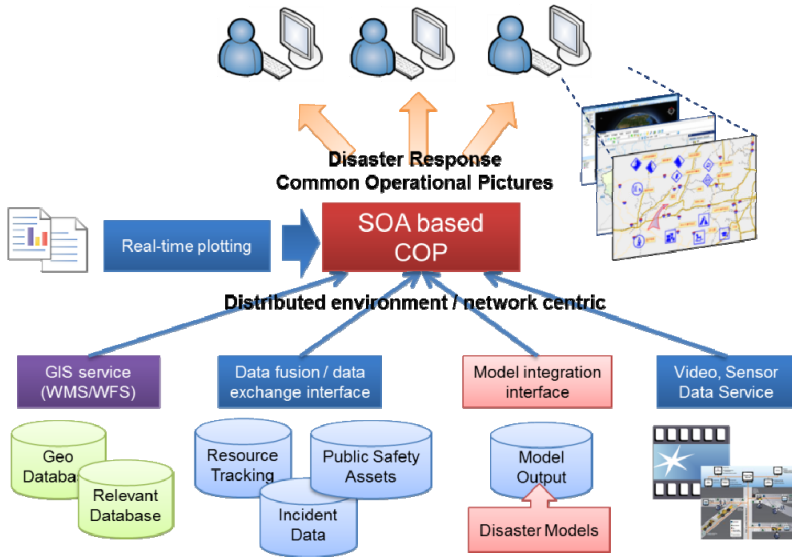 Disaster Response
Common Operational Pictures
Real-time plotting
SOA based
COP
Distributed environment / network centric
GIS service
(WMS/WFS)
Data fusion / data
exchange interface
Model integration
interface
Video, Sensor
Data Service
Geo
Database
Relevant
Database
Resource
Tracking
Public Safety
Assets
Incident
Data
Model
Output
Disaster Models